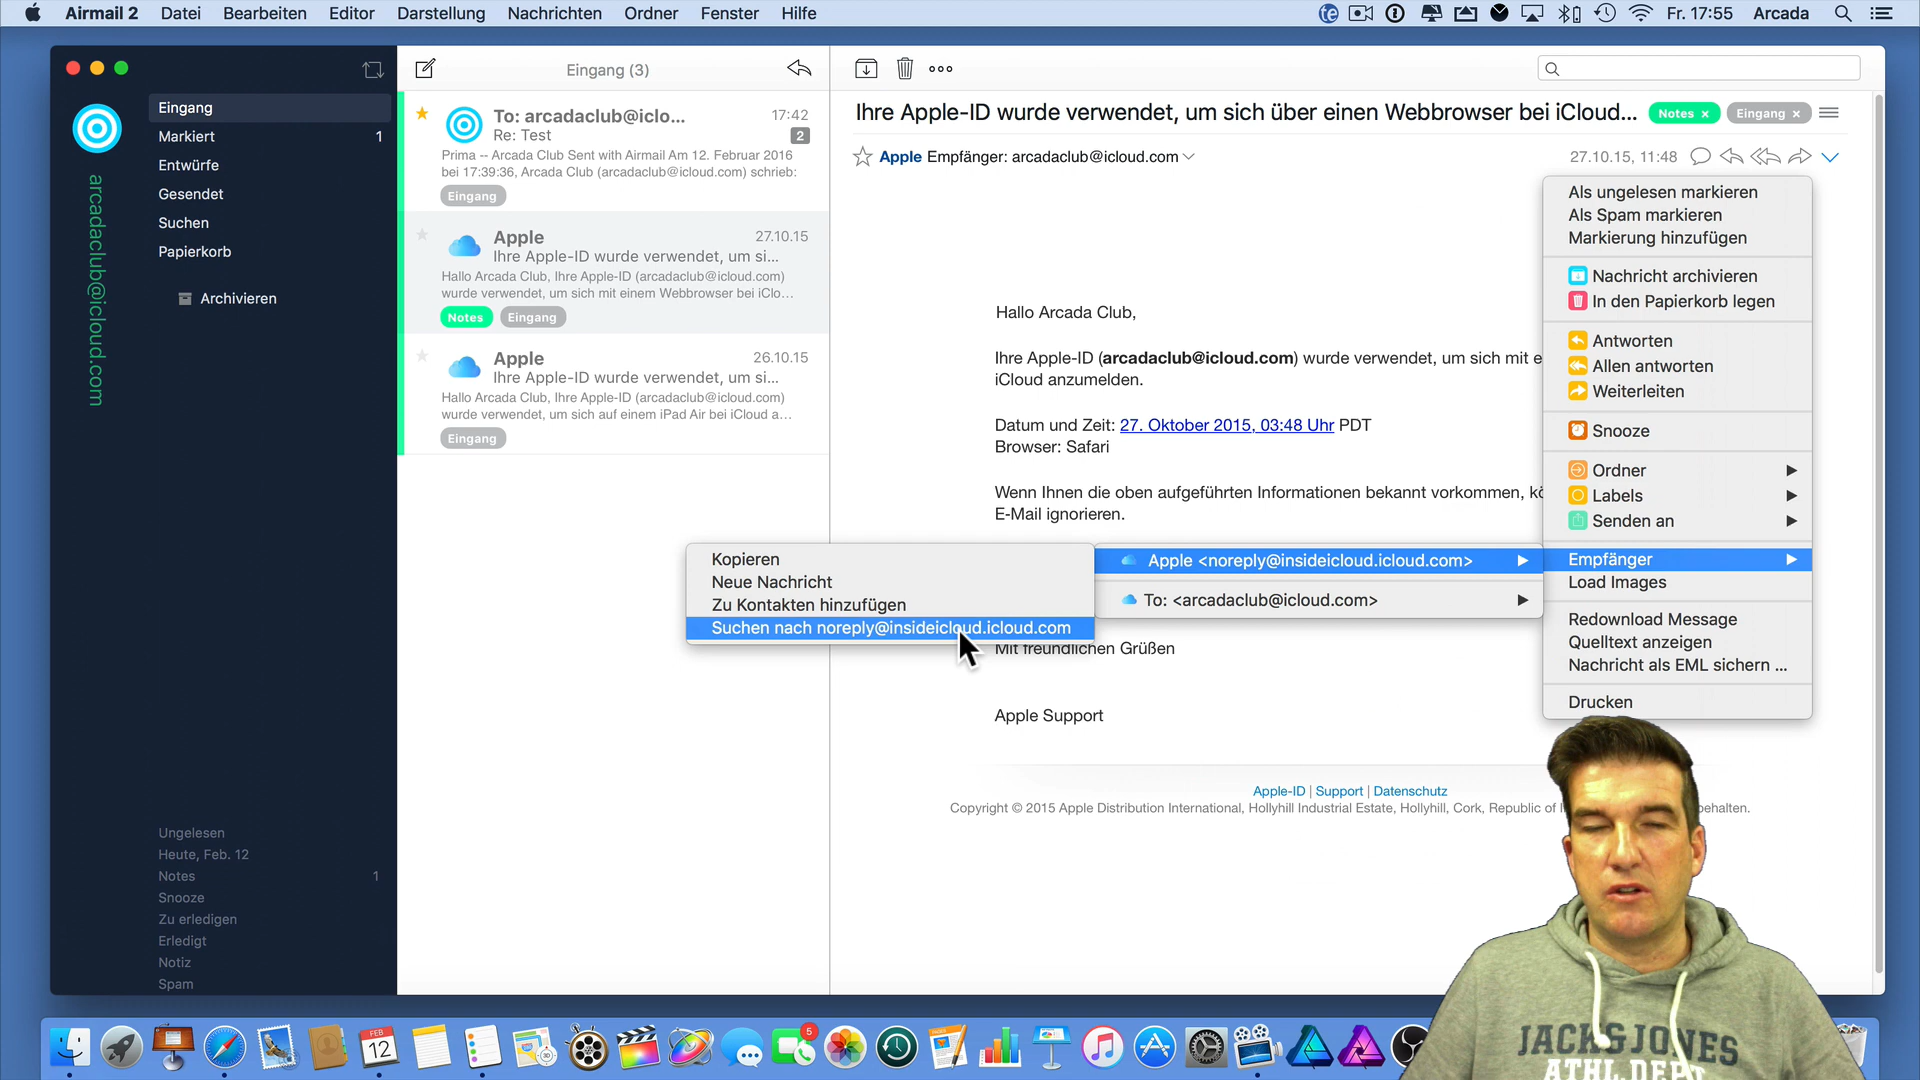 Airmail 2 Datei Bearbeiten Editor Darstellung Nachrichten Ordner Fenster Hilfe
Fr. 17:55 Arcada
arcadaclub@icloud.com
Eingang
Markiert 1
Entwürfe
Gesendet
Suchen
Papierkorb
Archivieren
Ungelesen
Heute, Feb. 12
Notes 1
Snooze
Zu erledigen
Erledigt
Notiz
Spam
Eingang (3)
To: arcadaclub@iclo... 17:42
Re: Test 2
Prima -- Arcada Club Sent with Airmail Am 12. Februar 2016
bei 17:39:36, Arcada Club (arcadaclub@icloud.com) schrieb:
Eingang
Apple 27.10.15
Ihre Apple-ID wurde verwendet, um si...
Hallo Arcada Club, Ihre Apple-ID (arcadaclub@icloud.com)
wurde verwendet, um sich mit einem Webbrowser bei iClo...
Notes Eingang
Apple 26.10.15
Ihre Apple-ID wurde verwendet, um si...
Hallo Arcada Club, Ihre Apple-ID (arcadaclub@icloud.com)
wurde verwendet, um sich auf einem iPad Air bei iCloud a...
Eingang
Ihre Apple-ID wurde verwendet, um sich über einen Webbrowser bei iCloud... Notes × Eingang ×
Apple Empfänger: arcadaclub@icloud.com 27.10.15, 11:48
Hallo Arcada Club,
Ihre Apple-ID (arcadaclub@icloud.com) wurde verwendet, um sich mit e
iCloud anzumelden.
Datum und Zeit: 27. Oktober 2015, 03:48 Uhr PDT
Browser: Safari
Wenn Ihnen die oben aufgeführten Informationen bekannt vorkommen, kö
E-Mail ignorieren.
Mit freundlichen Grüßen
Apple Support
Apple-ID | Support | Datenschutz
Copyright © 2015 Apple Distribution International, Hollyhill Industrial Estate, Hollyhill, Cork, Republic of behalten.
Als ungelesen markieren
Als Spam markieren
Markierung hinzufügen
Nachricht archivieren
In den Papierkorb legen
Antworten
Allen antworten
Weiterleiten
Snooze
Ordner
Labels
Senden an
Empfänger
Load Images
Redownload Message
Quelltext anzeigen
Nachricht als EML sichern ...
Drucken
Apple <noreply@insideicloud.icloud.com>
To: <arcadaclub@icloud.com>
Kopieren
Neue Nachricht
Zu Kontakten hinzufügen
Suchen nach noreply@insideicloud.icloud.com
FEB
12
5
JACK & JONES
ATHL.DEPT